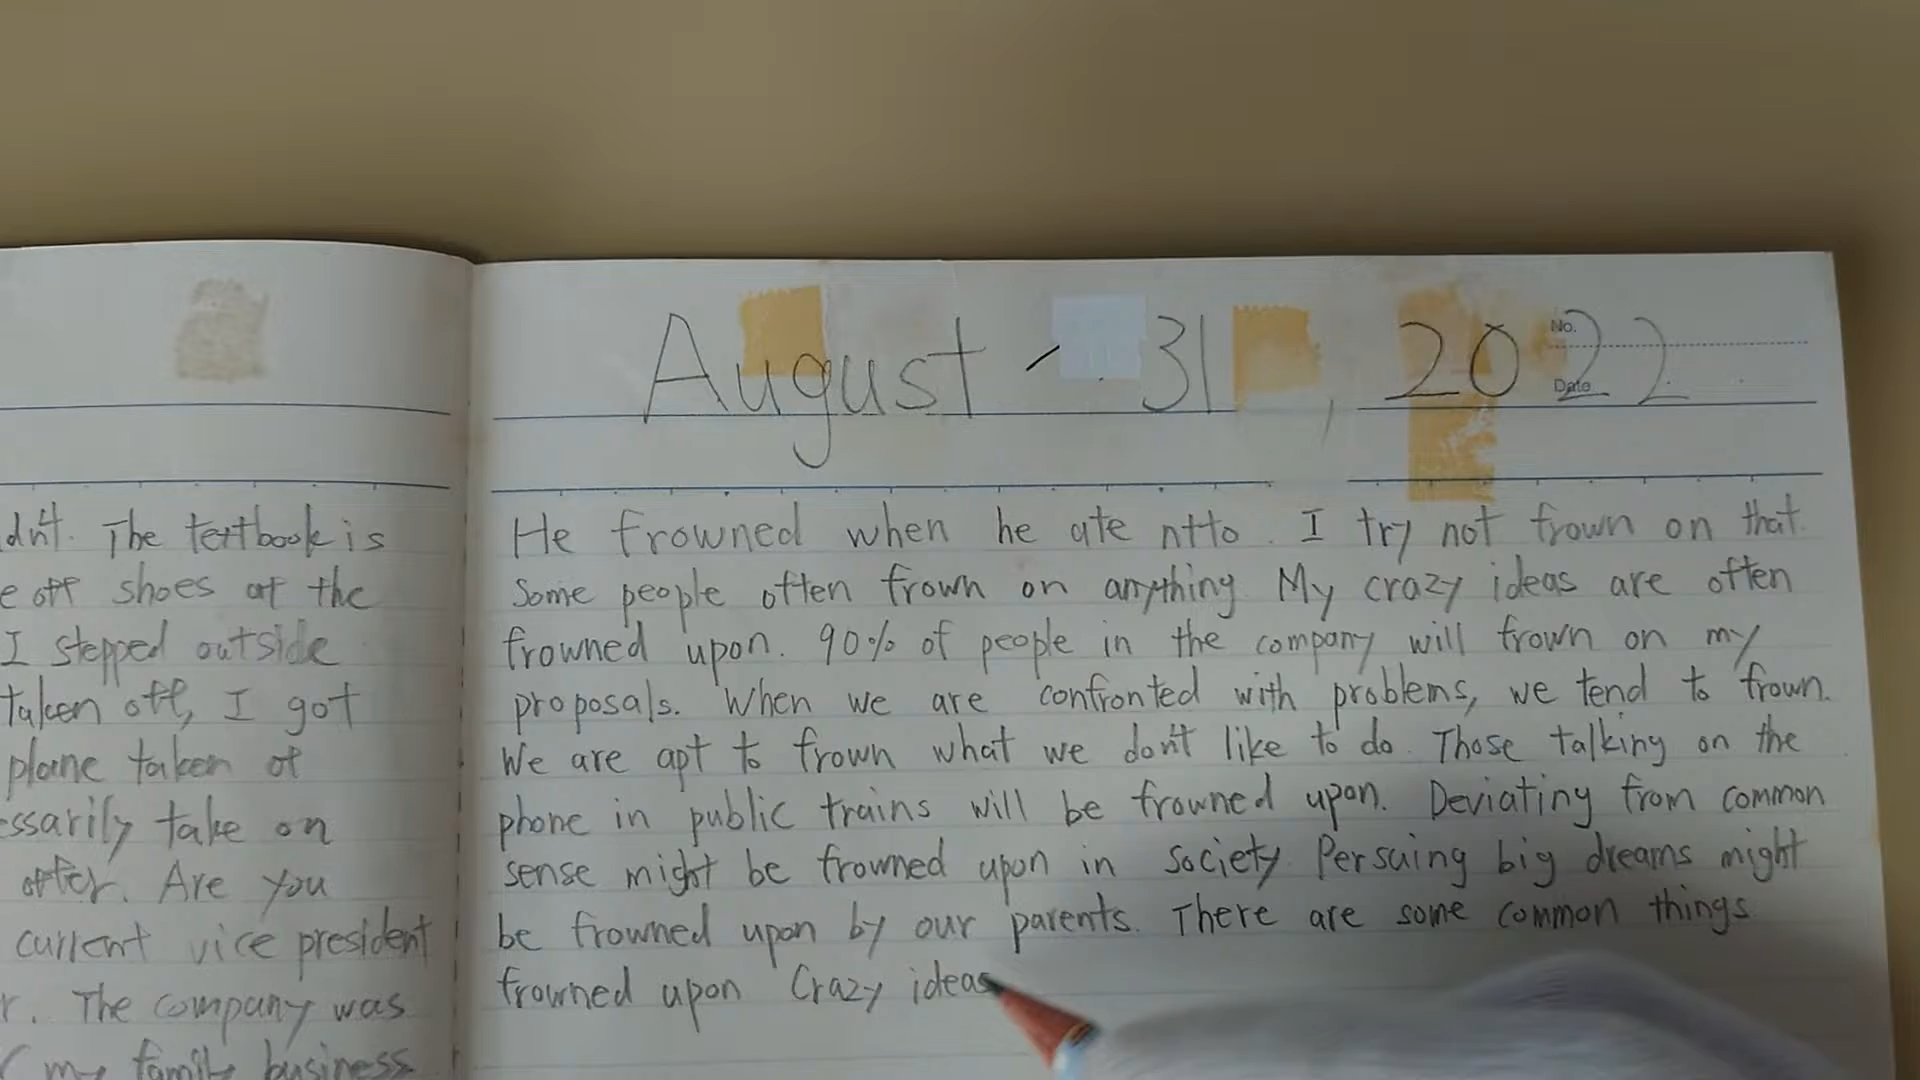 August 31, 2022
No.
Date
dn't. The textbook is
e off shoes at the
I stepped outside
taken off, I got
plane taken of
ssarily take on
after. Are you
current vice president
r. The company was
my family business
He frowned when he ate ntto. I try not frown on that.
Some people often frown on anything. My crazy ideas are often
frowned upon. 90% of people in the company will frown on my
proposals. When we are confronted with problems, we tend to frown.
We are apt to frown what we don't like to do. Those talking on the
phone in public trains will be frowned upon. Deviating from common
sense might be frowned upon in society. Persuing big dreams might
be frowned upon by our parents. There are some common things
frowned upon Crazy ideas